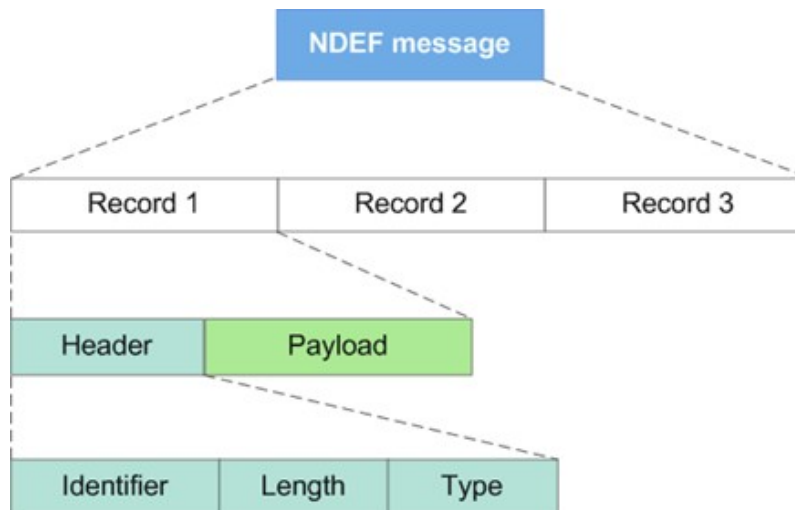 NDEF message
Record 1 Record 2 Record 3
Header Payload
Identifier Length Type